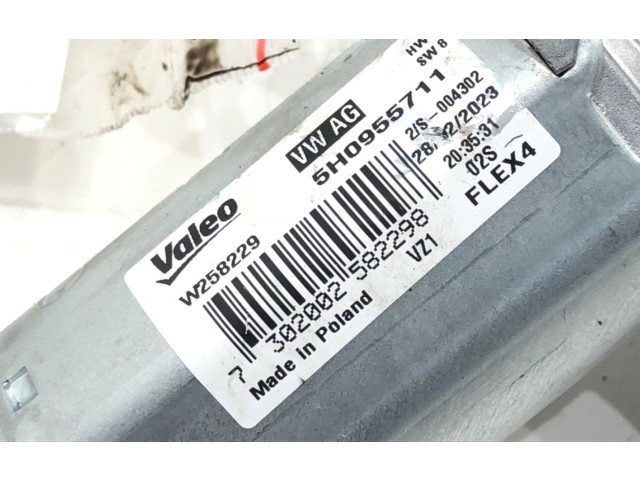 Valeo
W258229
VW AG
5H0955711
HW
SW 8
2/S-004302
28/02/2023
20:35:31
02S
FLEX4
7 302002 582298
VZ1
Made in Poland